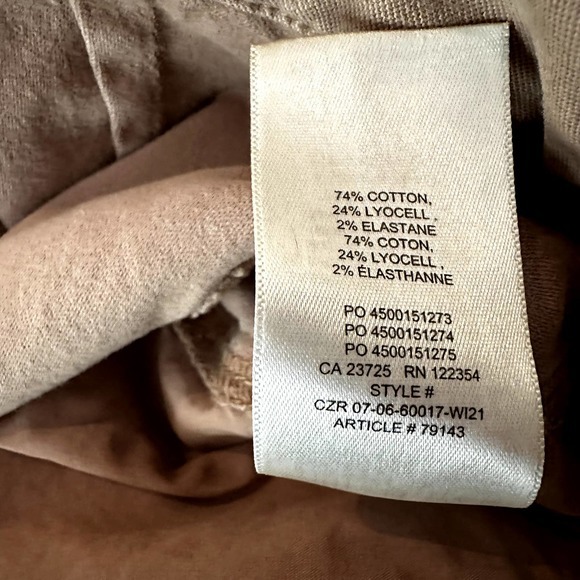 74% COTTON,
24% LYOCELL ,
2% ELASTANE
74% COTON,
24% LYOCELL ,
2% ÉLASTHANNE
PO 4500151273
PO 4500151274
PO 4500151275
CA 23725 RN 122354
STYLE #
CZR 07-06-60017-WI21
ARTICLE # 79143